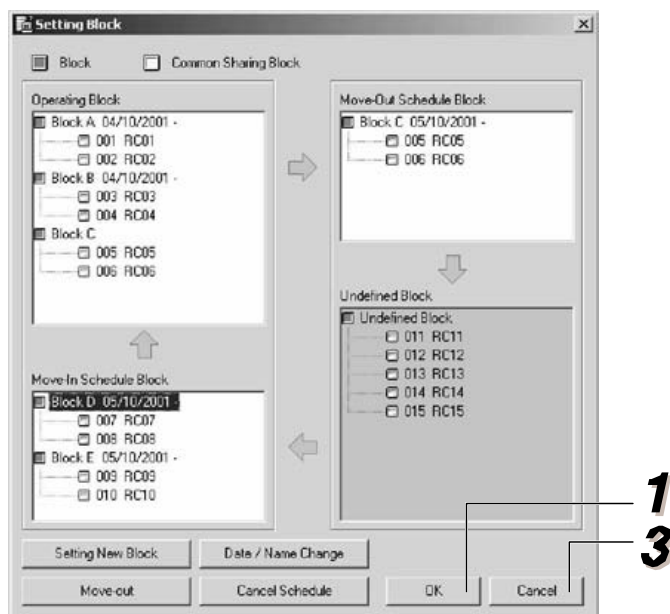 Setting Block
Block
Common Sharing Block
Operating Block
Block A 04/10/2001 -
001 RC01
002 RC02
Block B 04/10/2001 -
003 RC03
004 RC04
Block C
005 RC05
006 RC06
Move-Out Schedule Block
Block C 05/10/2001 -
005 RC05
006 RC06
Move-In Schedule Block
Block D 05/10/2001 -
007 RC07
008 RC08
Block E 05/10/2001 -
009 RC09
010 RC10
Undefined Block
Undefined Block
011 RC11
012 RC12
013 RC13
014 RC14
015 RC15
Setting New Block
Date / Name Change
Move-out
Cancel Schedule
OK
Cancel
1
3